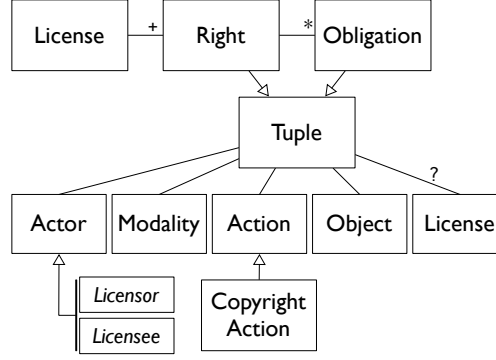 License
+
Right
*
Obligation
Tuple
?
Actor
Modality
Action
Object
License
Licensor
Licensee
Copyright
Action